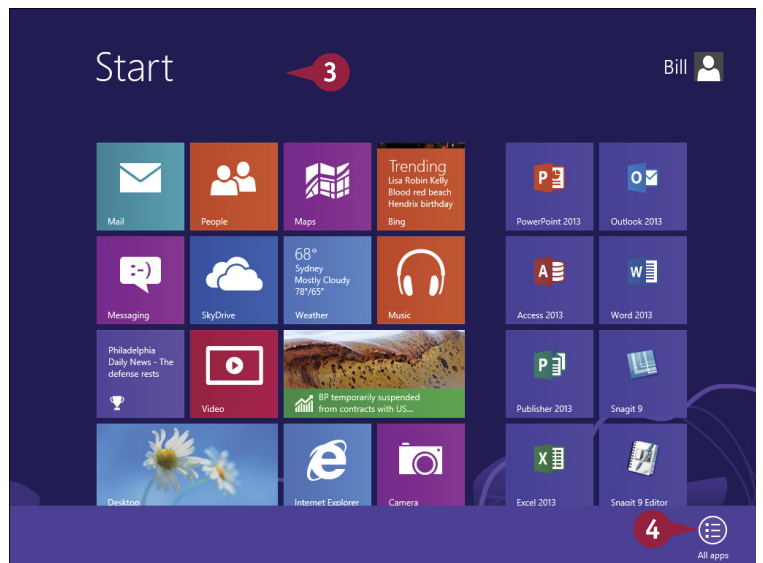 Start
3
Bill
Mail
People
Maps
Trending
Lisa Robin Kelly
Blood red beach
Hendrix birthday
Bing
PowerPoint 2013
Outlook 2013
Messaging
SkyDrive
68°
Sydney
Mostly Cloudy
78°/65°
Weather
Music
Access 2013
Word 2013
Philadelphia
Daily News - The
defense rests
Video
BP temporarily suspended
from contracts with US...
Publisher 2013
Snagit 9
Desktop
Internet Explorer
Camera
Excel 2013
Snagit 9 Editor
4
All apps